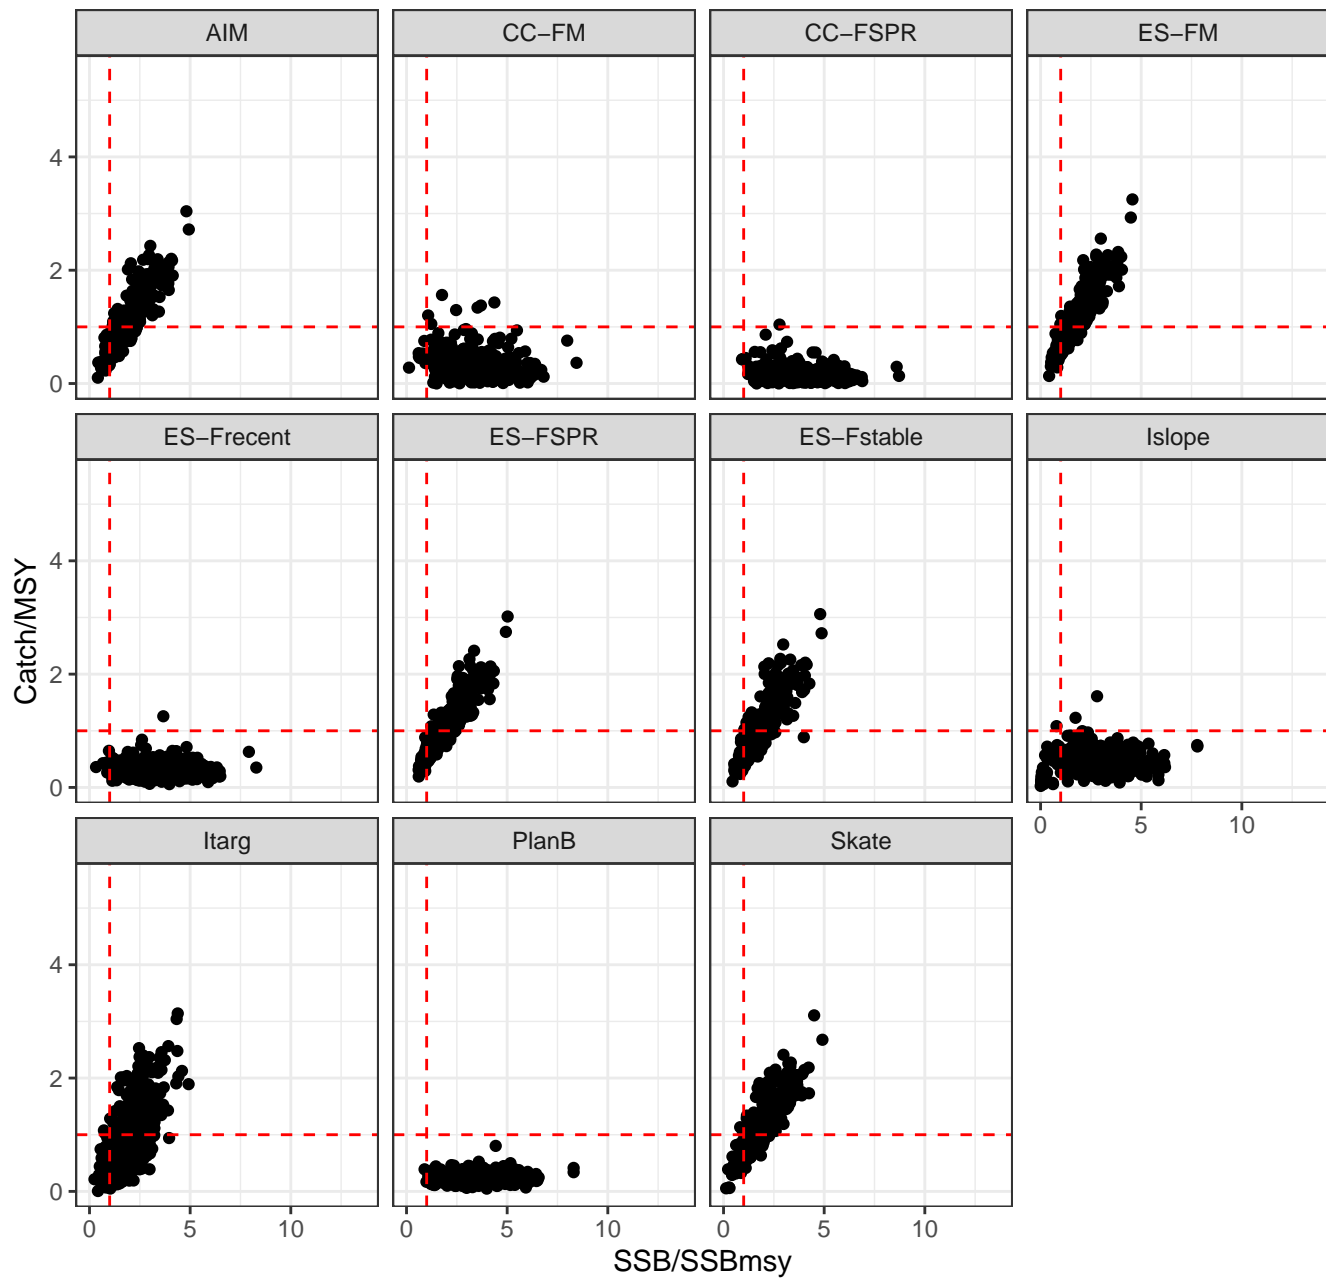 AIM
CC−FM
CC−FSPR
ES−FM
4
2
0
ES−Frecent
ES−FSPR
ES−Fstable
Islope
4
2
0
0 5 10
Itarg
PlanB
Skate
4
2
0
0 5 10
0 5 10
0 5 10
Catch/MSY
SSB/SSBmsy